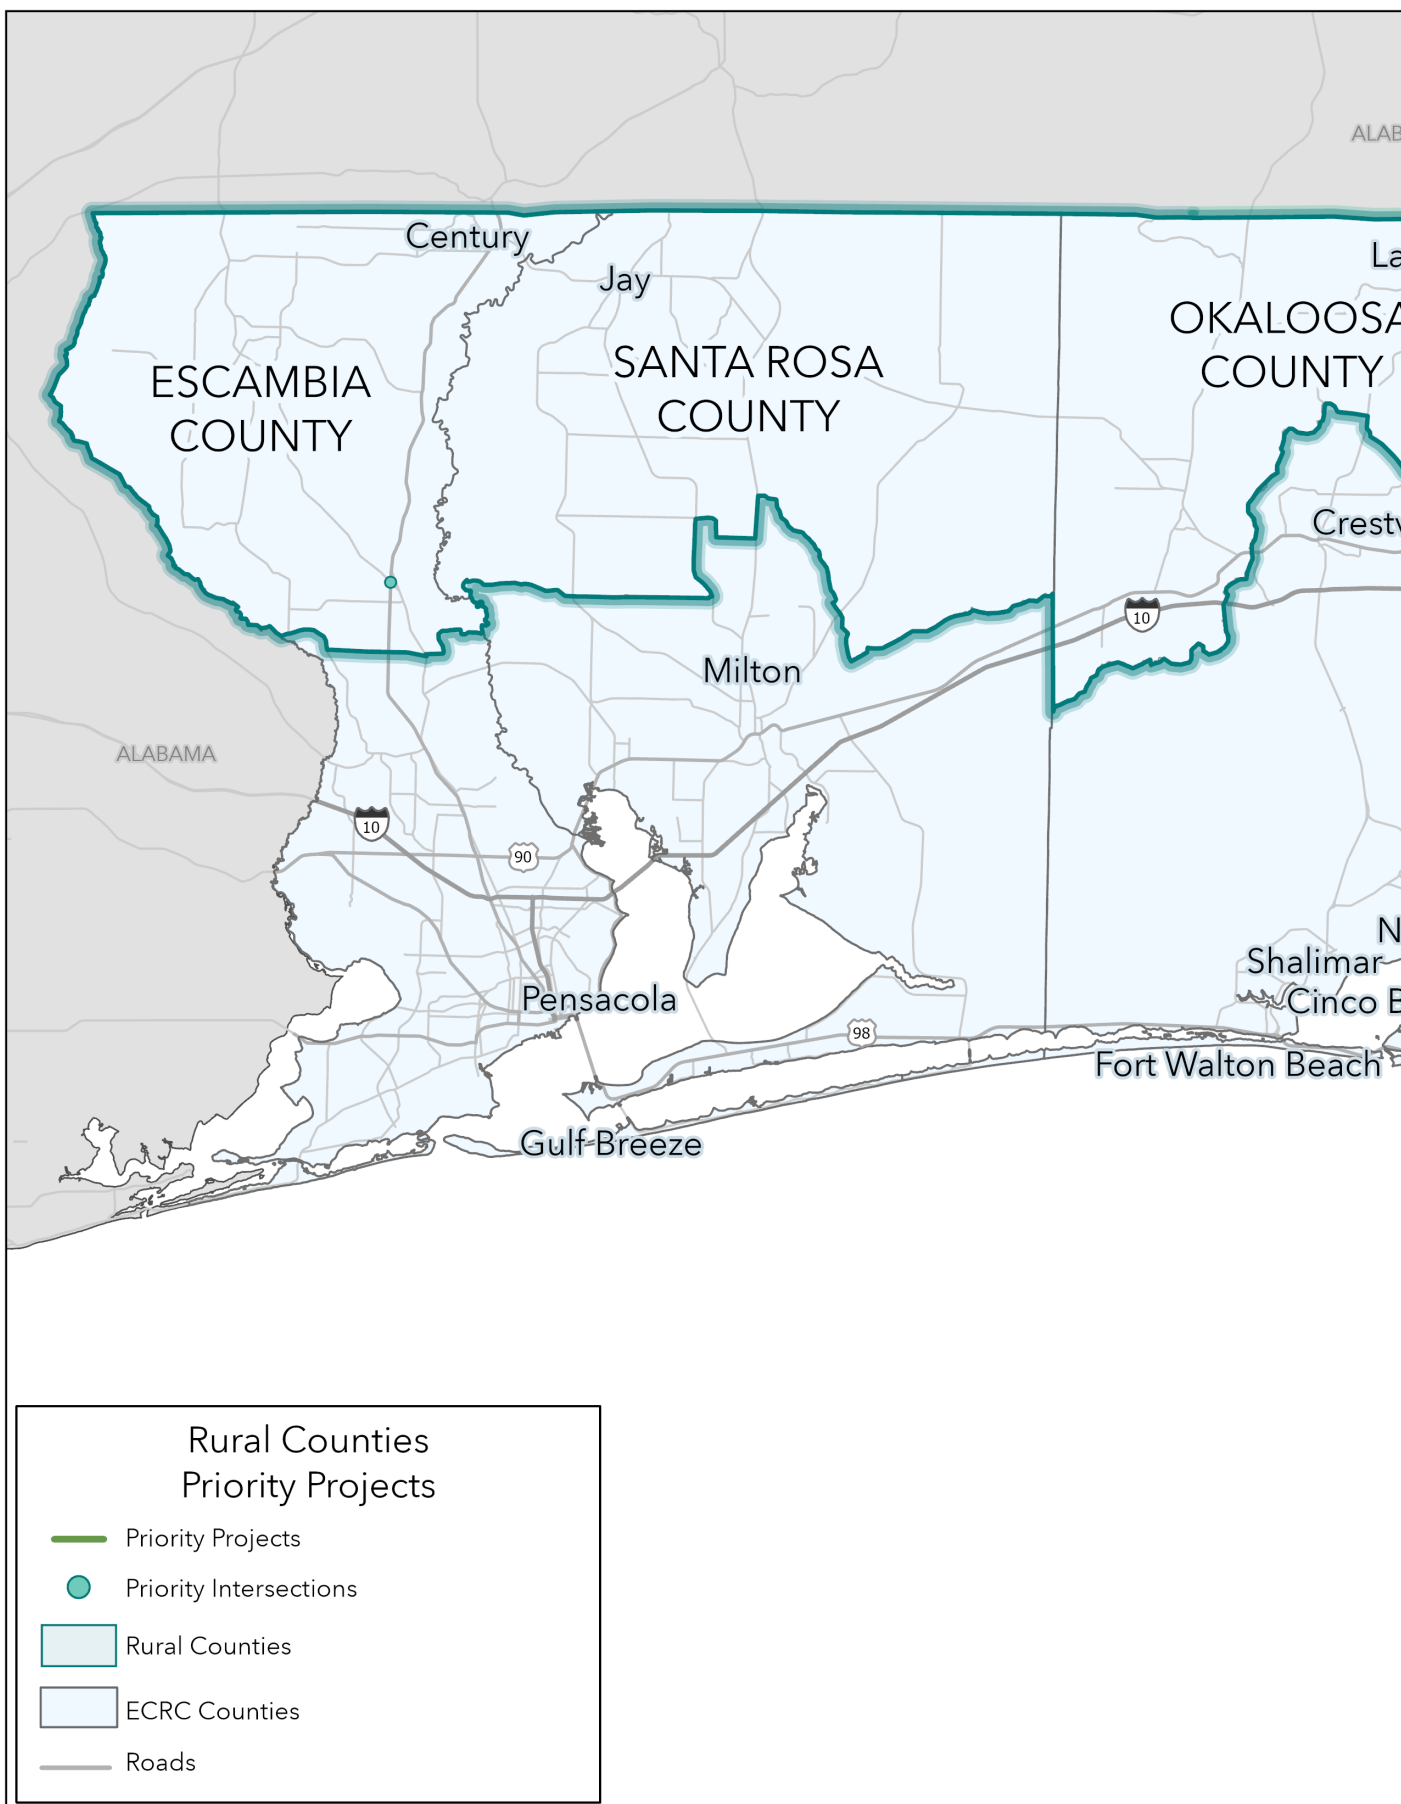 ALAB
Century
La
Jay
OKALOOSA
COUNTY
SANTA ROSA
COUNTY
ESCAMBIA
COUNTY
Crestv
10
Milton
ALABAMA
10
90
N
Shalimar
Pensacola
Cinco B
98
Fort Walton Beach
Gulf Breeze
Rural Counties
Priority Projects
Priority Projects
Priority Intersections
Rural Counties
ECRC Counties
Roads